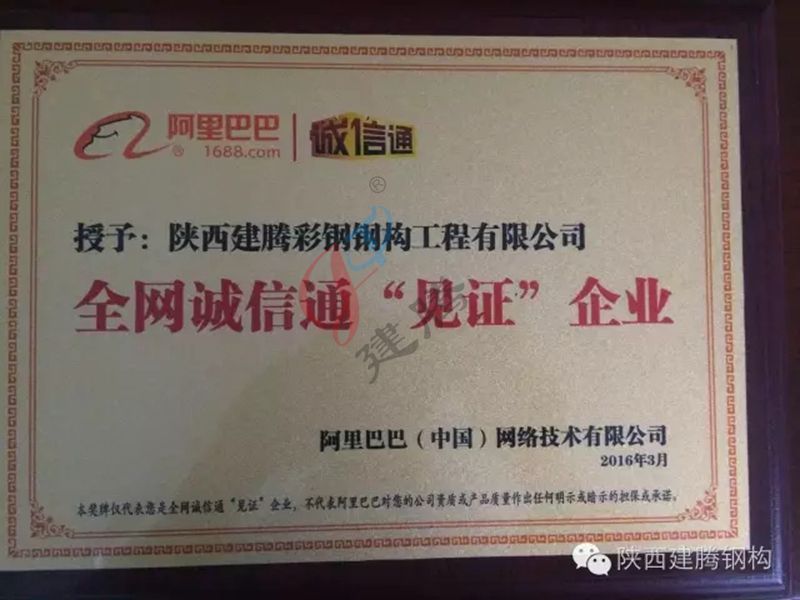 阿里巴巴
®
1688.com
诚信通
®
授予：陕西建腾彩钢钢构工程有限公司
全网诚信通“见证”企业
建腾
阿里巴巴（中国）网络技术有限公司
2016年3月
本奖牌仅代表您是全网诚信通“见证”企业，不代表阿里巴巴对您的公司资质或产品质量作出任何明示或暗示的担保或承诺。
陕西建腾钢构